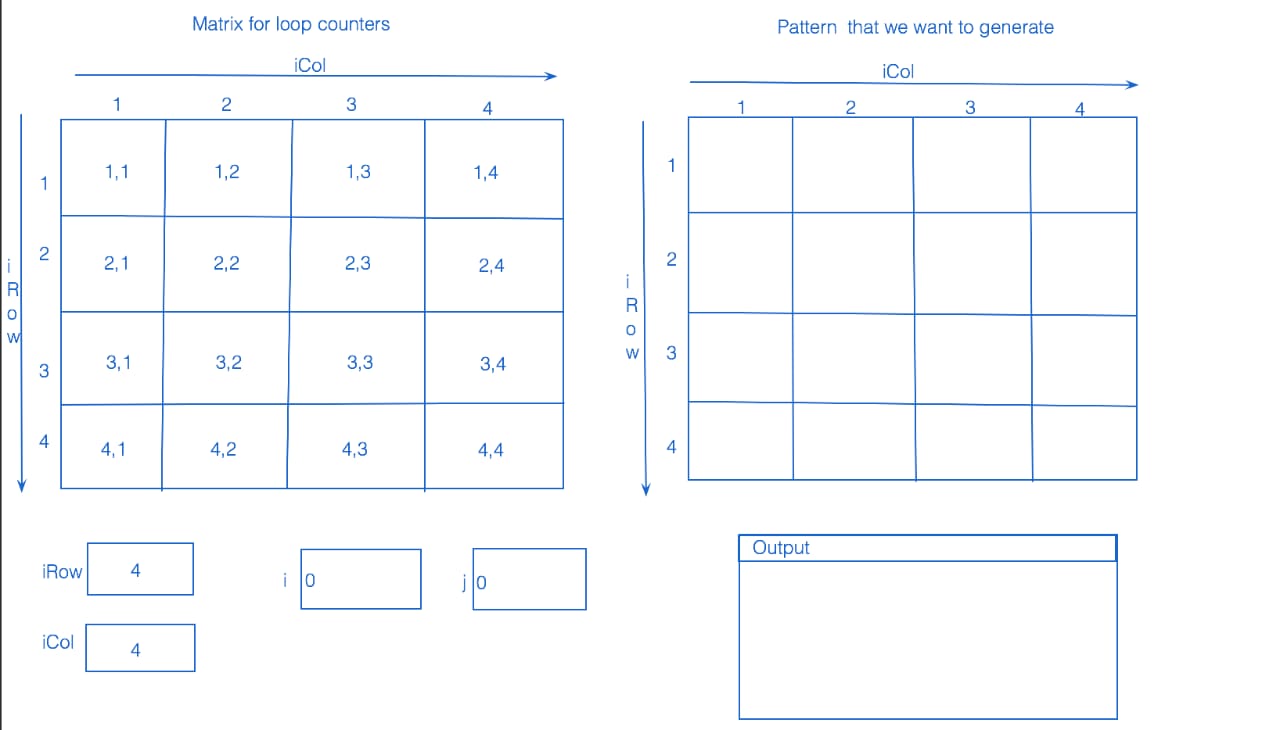 Matrix for loop counters
iCol
1 2 3 4
1 1,1 1,2 1,3 1,4
2 2,1 2,2 2,3 2,4
3 3,1 3,2 3,3 3,4
4 4,1 4,2 4,3 4,4
i
R
o
w
Pattern that we want to generate
iCol
1 2 3 4
1
2
3
4
i
R
o
w
iRow 4
i 0
j 0
iCol 4
Output